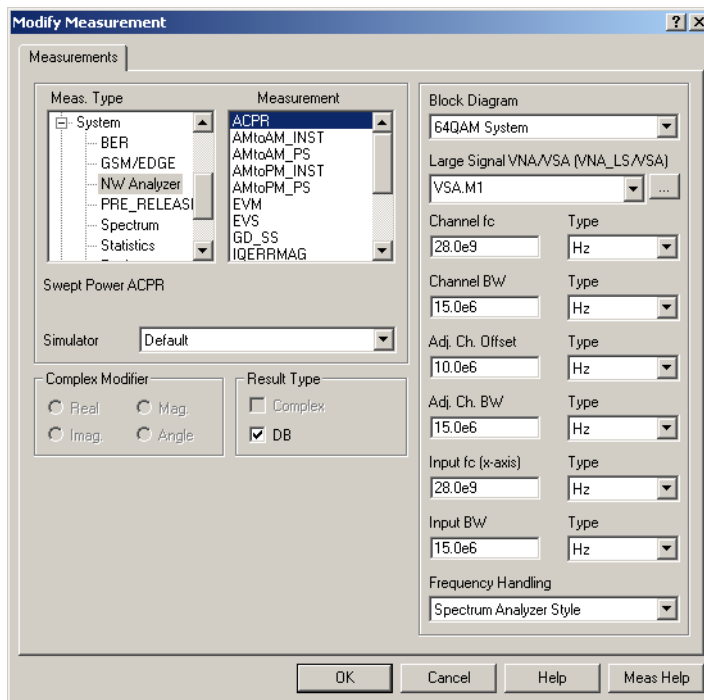 Modify Measurement
Measurements
Meas. Type
Measurement
System
BER
GSM/EDGE
NW Analyzer
PRE_RELEASI
Spectrum
Statistics
ACPR
AMtoAM_INST
AMtoAM_PS
AMtoPM_INST
AMtoPM_PS
EVM
EVS
GD_SS
IQERRMAG
Swept Power ACPR
Simulator
Default
Complex Modifier
Real
Mag.
Imag.
Angle
Result Type
Complex
DB
Block Diagram
64QAM System
Large Signal VNA/VSA (VNA_LS/VSA)
VSA.M1
...
Channel fc
Type
28.0e9
Hz
Channel BW
Type
15.0e6
Hz
Adj. Ch. Offset
Type
10.0e6
Hz
Adj. Ch. BW
Type
15.0e6
Hz
Input fc (x-axis)
Type
28.0e9
Hz
Input BW
Type
15.0e6
Hz
Frequency Handling
Spectrum Analyzer Style
OK
Cancel
Help
Meas Help